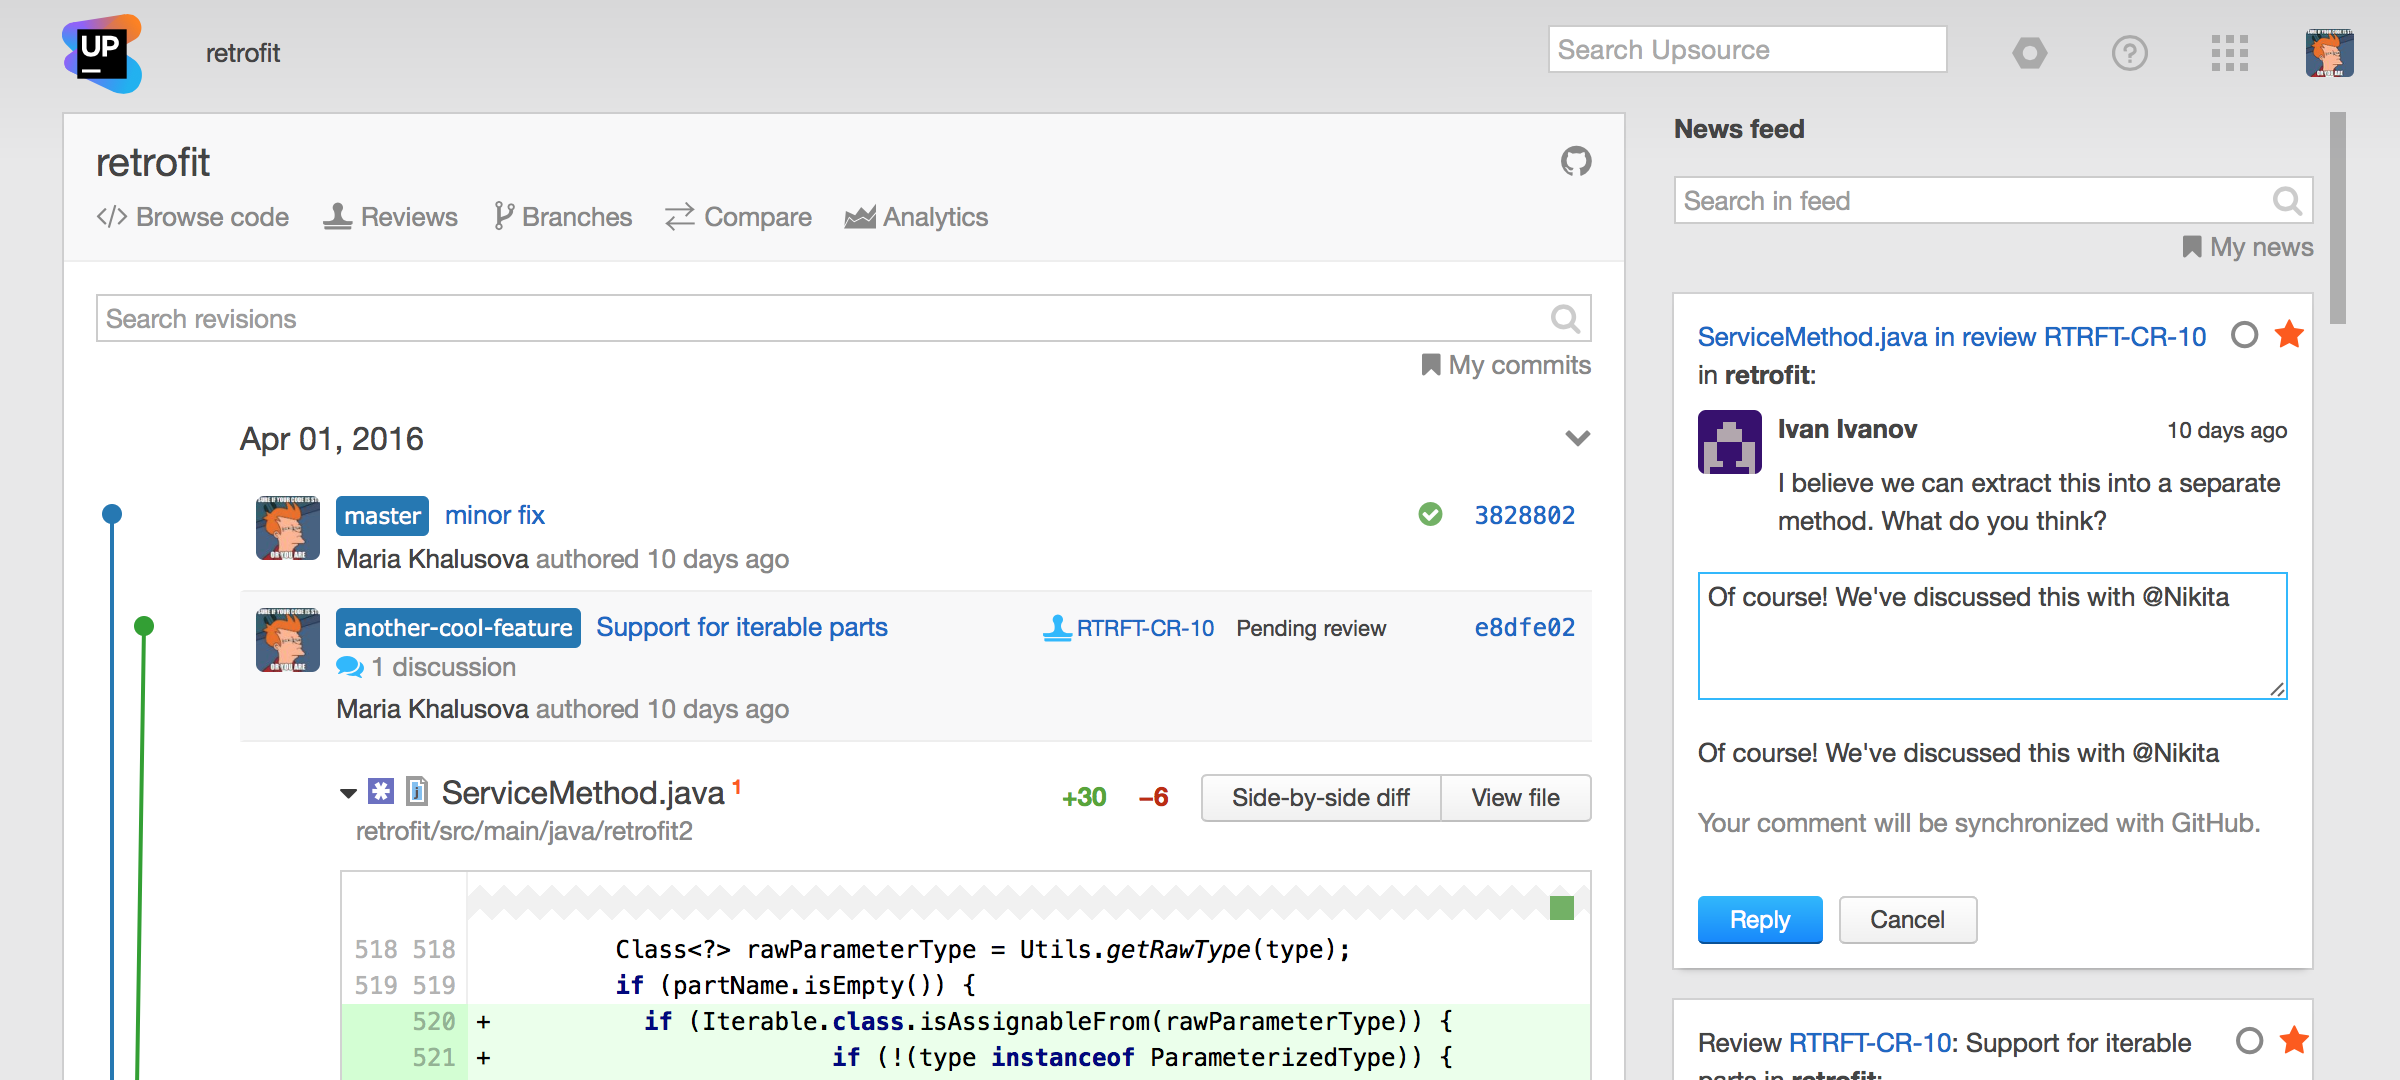 UP
retrofit
Search Upsource
retrofit
</> Browse code Reviews Branches Compare Analytics
Search revisions
My commits
Apr 01, 2016
master minor fix 3828802
Maria Khalusova authored 10 days ago
another-cool-feature Support for iterable parts RTRFT-CR-10 Pending review e8dfe02
1 discussion
Maria Khalusova authored 10 days ago
ServiceMethod.java 1 +30 −6 Side-by-side diff View file
retrofit/src/main/java/retrofit2
518 518 Class<?> rawParameterType = Utils.getRawType(type);
519 519 if (partName.isEmpty()) {
520 + if (Iterable.class.isAssignableFrom(rawParameterType)) {
521 + if (!(type instanceof ParameterizedType)) {
News feed
Search in feed
My news
ServiceMethod.java in review RTRFT-CR-10
in retrofit:
Ivan Ivanov 10 days ago
I believe we can extract this into a separate
method. What do you think?
Of course! We've discussed this with @Nikita
Of course! We've discussed this with @Nikita
Your comment will be synchronized with GitHub.
Reply Cancel
Review RTRFT-CR-10: Support for iterable
parts in retrofit: